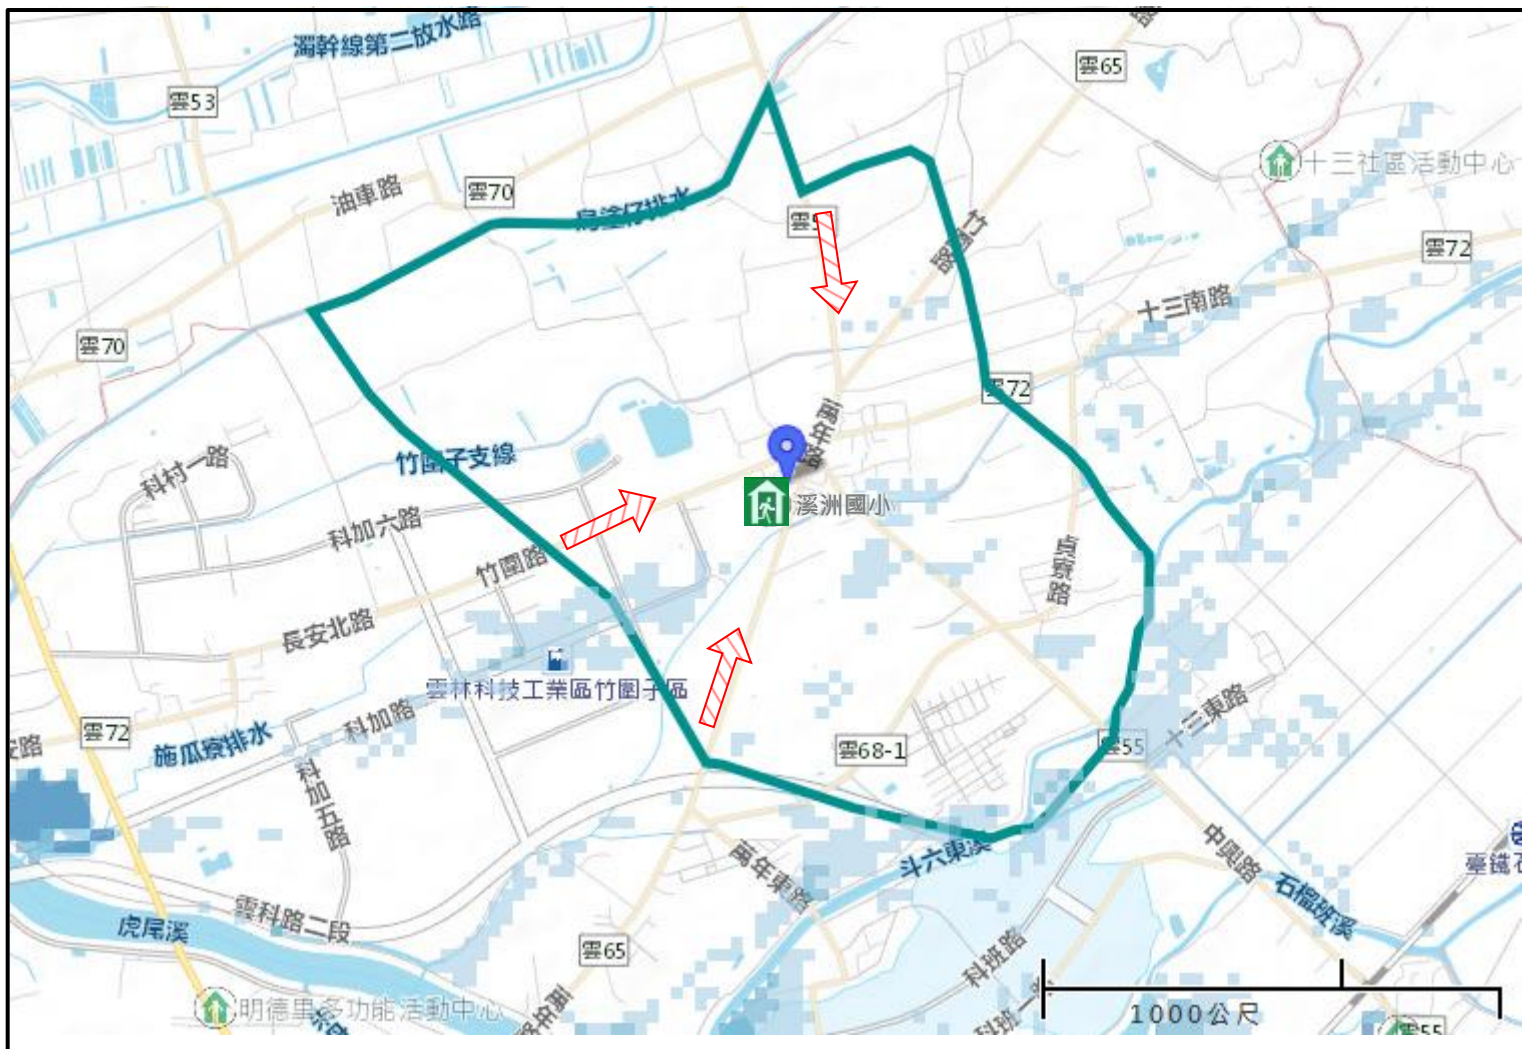 濁幹線第二放水路
雲53
雲65
十三社區活動中心
油車路
雲70
雲72
竹圍路
十三南路
雲70
雲72
萬年路
竹圍子支線
科村一路
溪洲國小
科加六路
竹圍路
貞寮路
長安北路
雲林科技工業區竹圍子區
十三東路
科加路
雲72
施瓜寮排水
雲68-1
雲55
科加五路
斗六東溪
中興路
萬年東路
石榴班溪
雲科路二段
虎尾溪
雲65
科班路
明德里多功能活動中心
1000公尺